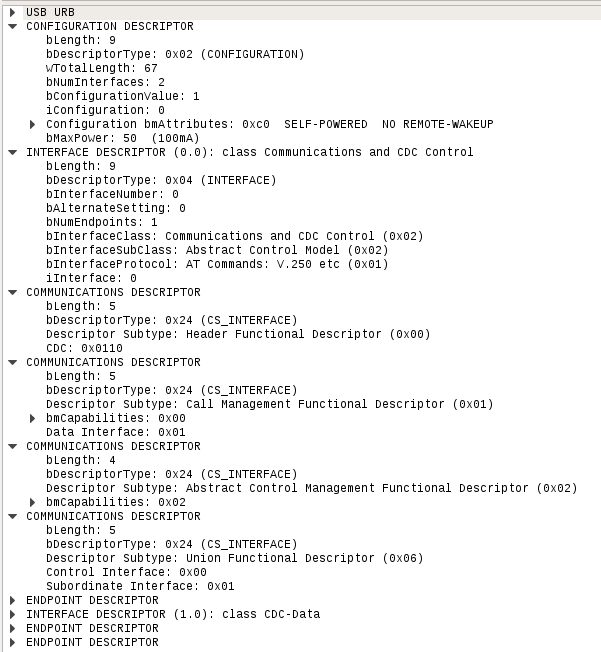 USB URB
CONFIGURATION DESCRIPTOR
bLength: 9
bDescriptorType: 0x02 (CONFIGURATION)
wTotalLength: 67
bNumInterfaces: 2
bConfigurationValue: 1
iConfiguration: 0
Configuration bmAttributes: 0xc0  SELF-POWERED  NO REMOTE-WAKEUP
bMaxPower: 50  (100mA)
INTERFACE DESCRIPTOR (0.0): class Communications and CDC Control
bLength: 9
bDescriptorType: 0x04 (INTERFACE)
bInterfaceNumber: 0
bAlternateSetting: 0
bNumEndpoints: 1
bInterfaceClass: Communications and CDC Control (0x02)
bInterfaceSubClass: Abstract Control Model (0x02)
bInterfaceProtocol: AT Commands: V.250 etc (0x01)
iInterface: 0
COMMUNICATIONS DESCRIPTOR
bLength: 5
bDescriptorType: 0x24 (CS_INTERFACE)
Descriptor Subtype: Header Functional Descriptor (0x00)
CDC: 0x0110
COMMUNICATIONS DESCRIPTOR
bLength: 5
bDescriptorType: 0x24 (CS_INTERFACE)
Descriptor Subtype: Call Management Functional Descriptor (0x01)
bmCapabilities: 0x00
Data Interface: 0x01
COMMUNICATIONS DESCRIPTOR
bLength: 4
bDescriptorType: 0x24 (CS_INTERFACE)
Descriptor Subtype: Abstract Control Management Functional Descriptor (0x02)
bmCapabilities: 0x02
COMMUNICATIONS DESCRIPTOR
bLength: 5
bDescriptorType: 0x24 (CS_INTERFACE)
Descriptor Subtype: Union Functional Descriptor (0x06)
Control Interface: 0x00
Subordinate Interface: 0x01
ENDPOINT DESCRIPTOR
INTERFACE DESCRIPTOR (1.0): class CDC-Data
ENDPOINT DESCRIPTOR
ENDPOINT DESCRIPTOR